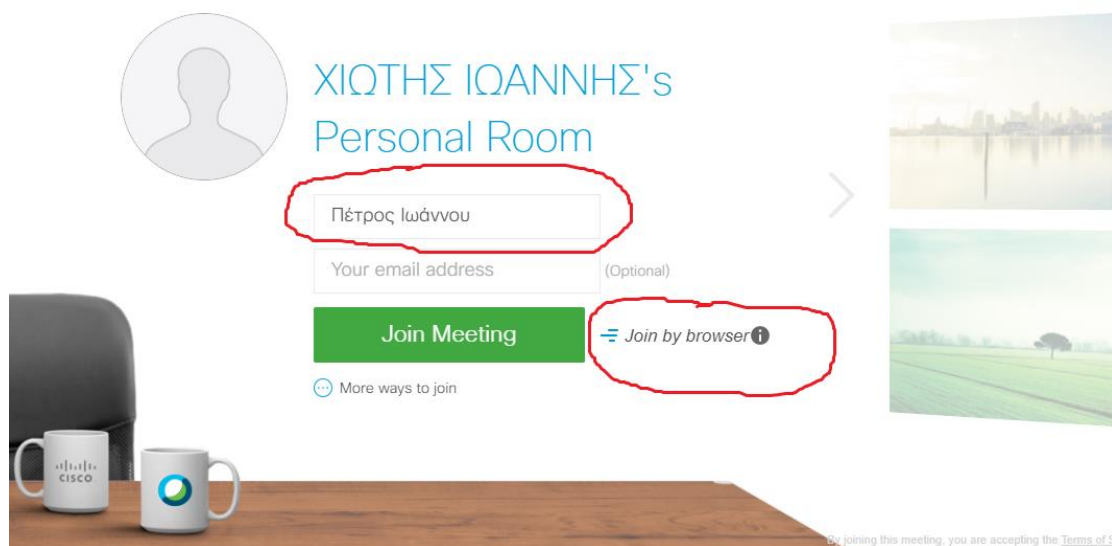 ΧΙΩΤΗΣ ΙΩΑΝΝΗΣ's
Personal Room
Πέτρος Ιωάννου
Your email address (Optional)
Join Meeting
Join by browser
More ways to join
CISCO
By joining this meeting, you are accepting the Terms of S